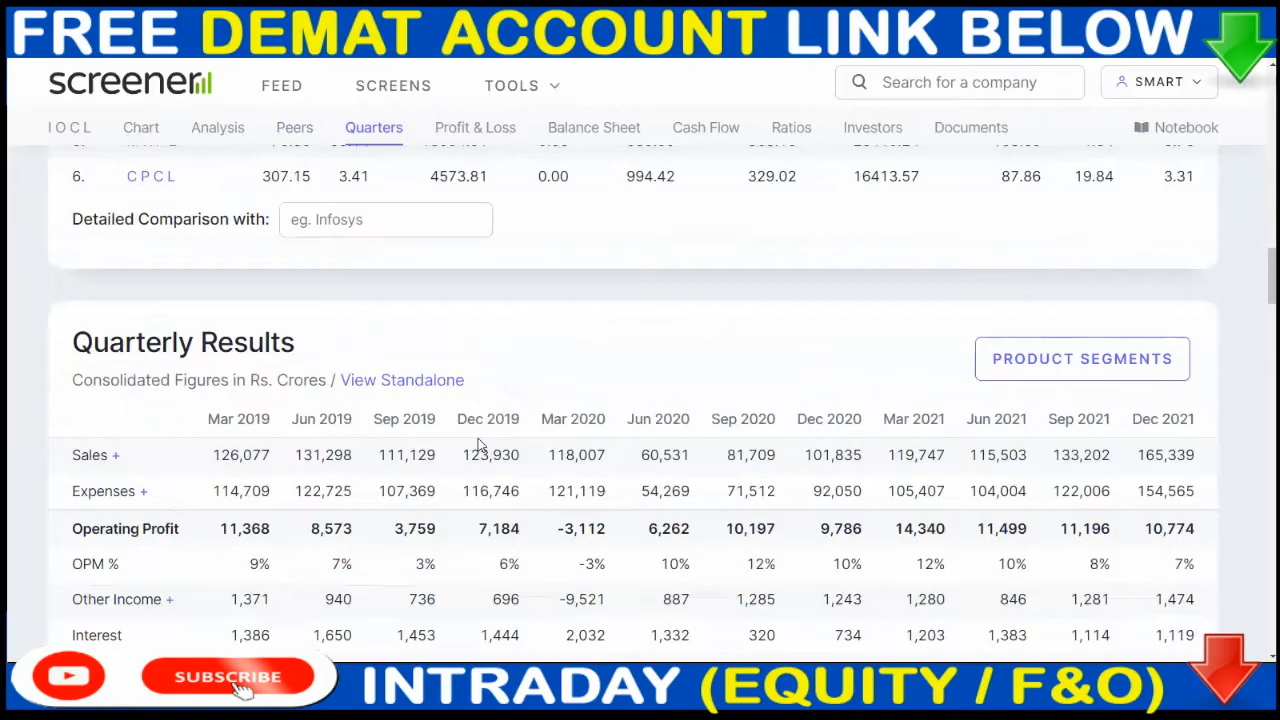 FREE DEMAT ACCOUNT LINK BELOW
screener FEED SCREENS TOOLS Search for a company SMART
I O C L Chart Analysis Peers Quarters Profit & Loss Balance Sheet Cash Flow Ratios Investors Documents Notebook
6. C P C L 307.15 3.41 4573.81 0.00 994.42 329.02 16413.57 87.86 19.84 3.31
Detailed Comparison with: eg. Infosys
Quarterly Results
PRODUCT SEGMENTS
Consolidated Figures in Rs. Crores / View Standalone
Mar 2019 Jun 2019 Sep 2019 Dec 2019 Mar 2020 Jun 2020 Sep 2020 Dec 2020 Mar 2021 Jun 2021 Sep 2021 Dec 2021
Sales + 126,077 131,298 111,129 123,930 118,007 60,531 81,709 101,835 119,747 115,503 133,202 165,339
Expenses + 114,709 122,725 107,369 116,746 121,119 54,269 71,512 92,050 105,407 104,004 122,006 154,565
Operating Profit 11,368 8,573 3,759 7,184 -3,112 6,262 10,197 9,786 14,340 11,499 11,196 10,774
OPM % 9% 7% 3% 6% -3% 10% 12% 10% 12% 10% 8% 7%
Other Income + 1,371 940 736 696 -9,521 887 1,285 1,243 1,280 846 1,281 1,474
Interest 1,386 1,650 1,453 1,444 2,032 1,332 320 734 1,203 1,383 1,114 1,119
SUBSCRIBE
INTRADAY (EQUITY / F&O)